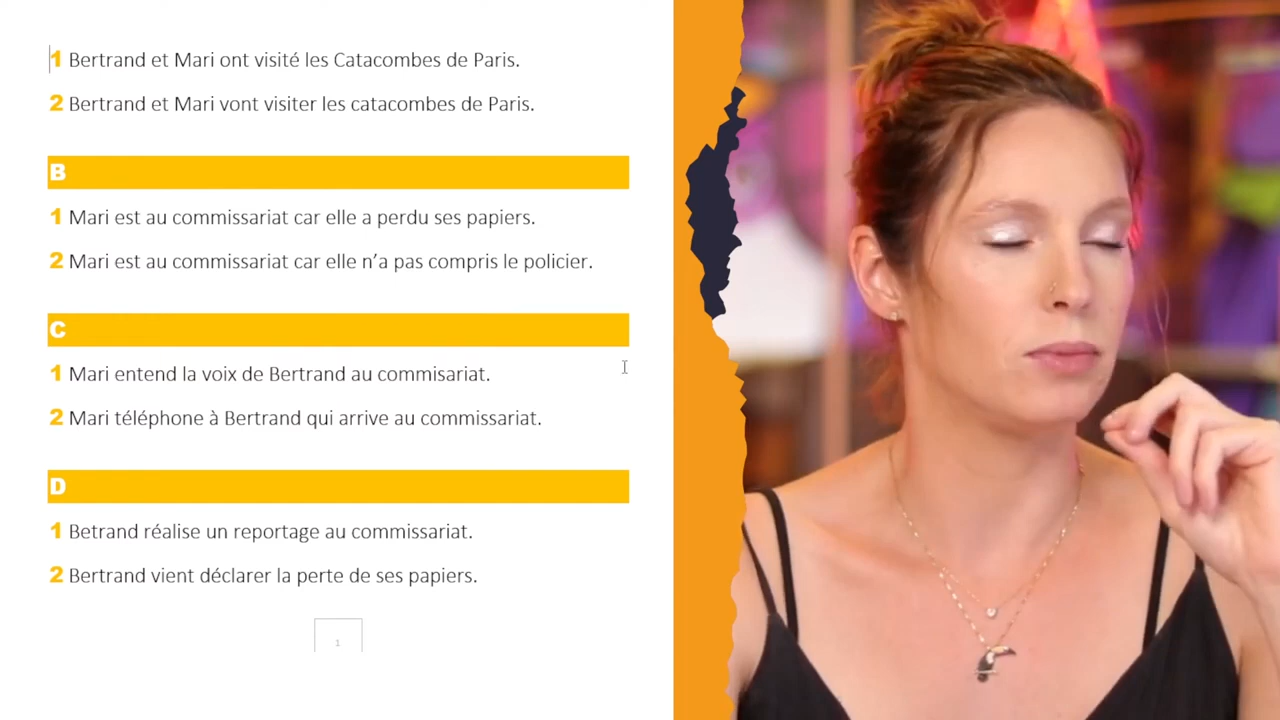 1 Bertrand et Mari ont visité les Catacombes de Paris.
2 Bertrand et Mari vont visiter les catacombes de Paris.
B
1 Mari est au commissariat car elle a perdu ses papiers.
2 Mari est au commissariat car elle n’a pas compris le policier.
C
1 Mari entend la voix de Bertrand au commisariat.
2 Mari téléphone à Bertrand qui arrive au commissariat.
D
1 Betrand réalise un reportage au commissariat.
2 Bertrand vient déclarer la perte de ses papiers.
1